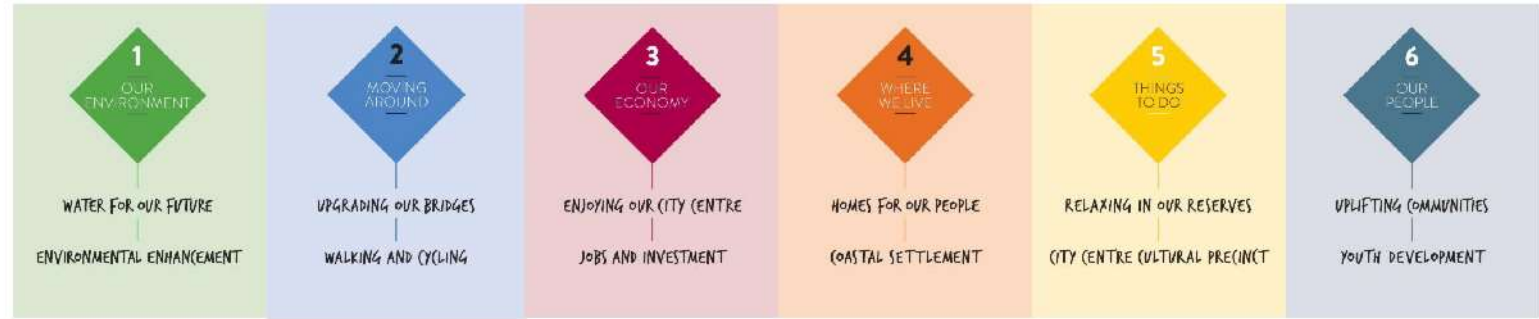 1
OUR
ENVIRONMENT
WATER FOR OUR FUTURE
ENVIRONMENTAL ENHANCEMENT
2
MOVING
AROUND
UPGRADING OUR BRIDGES
WALKING AND CYCLING
3
OUR
ECONOMY
ENJOYING OUR CITY CENTRE
JOBS AND INVESTMENT
4
WHERE
WE LIVE
HOMES FOR OUR PEOPLE
COASTAL SETTLEMENT
5
THINGS
TO DO
RELAXING IN OUR RESERVES
CITY CENTRE CULTURAL PRECINCT
6
OUR
PEOPLE
UPLIFTING COMMUNITIES
YOUTH DEVELOPMENT